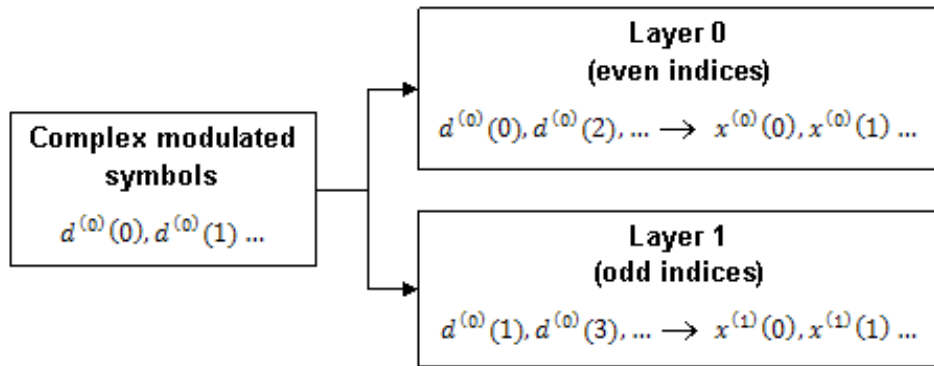 Complex modulated
symbols
d⁽⁰⁾(0), d⁽⁰⁾(1) ...
Layer 0
(even indices)
d⁽⁰⁾(0), d⁽⁰⁾(2), ... → x⁽⁰⁾(0), x⁽⁰⁾(1) ...
Layer 1
(odd indices)
d⁽⁰⁾(1), d⁽⁰⁾(3), ... → x⁽¹⁾(0), x⁽¹⁾(1) ...